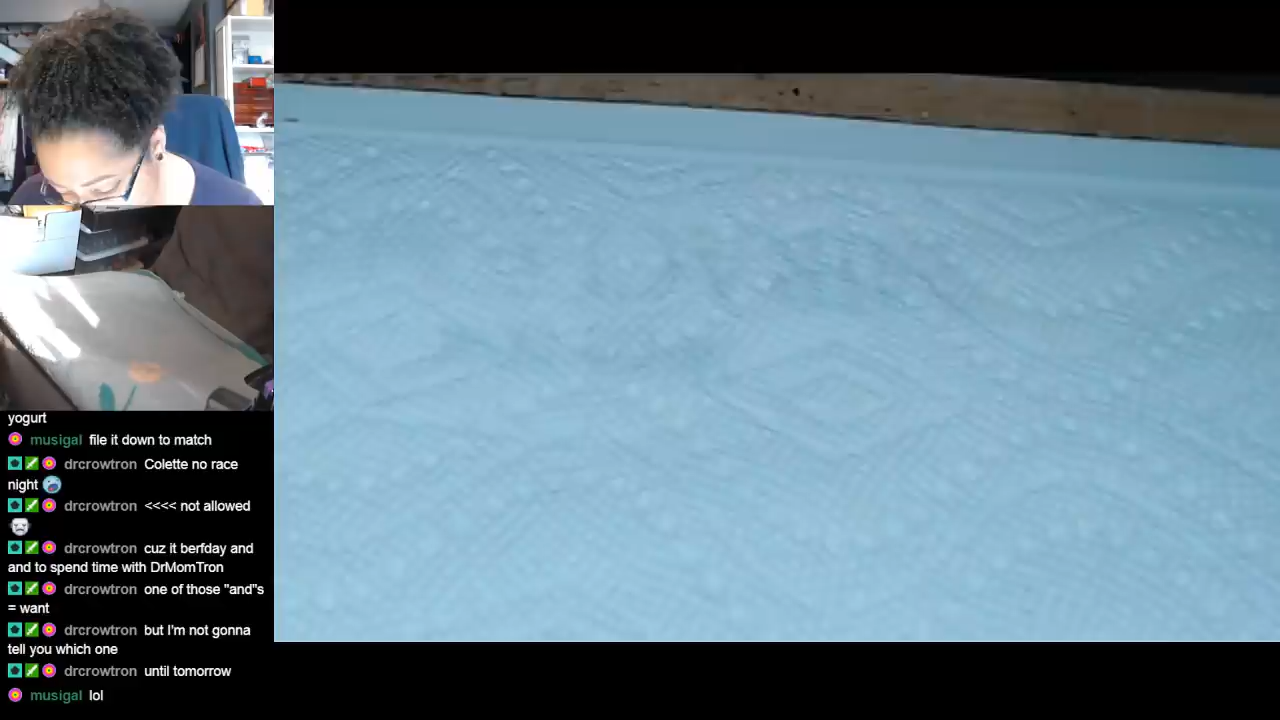 yogurt
musigal file it down to match
drcrowtron Colette no race
night
drcrowtron <<<< not allowed
drcrowtron cuz it berfday and
and to spend time with DrMomTron
drcrowtron one of those "and"s
= want
drcrowtron but I'm not gonna
tell you which one
drcrowtron until tomorrow
musigal lol